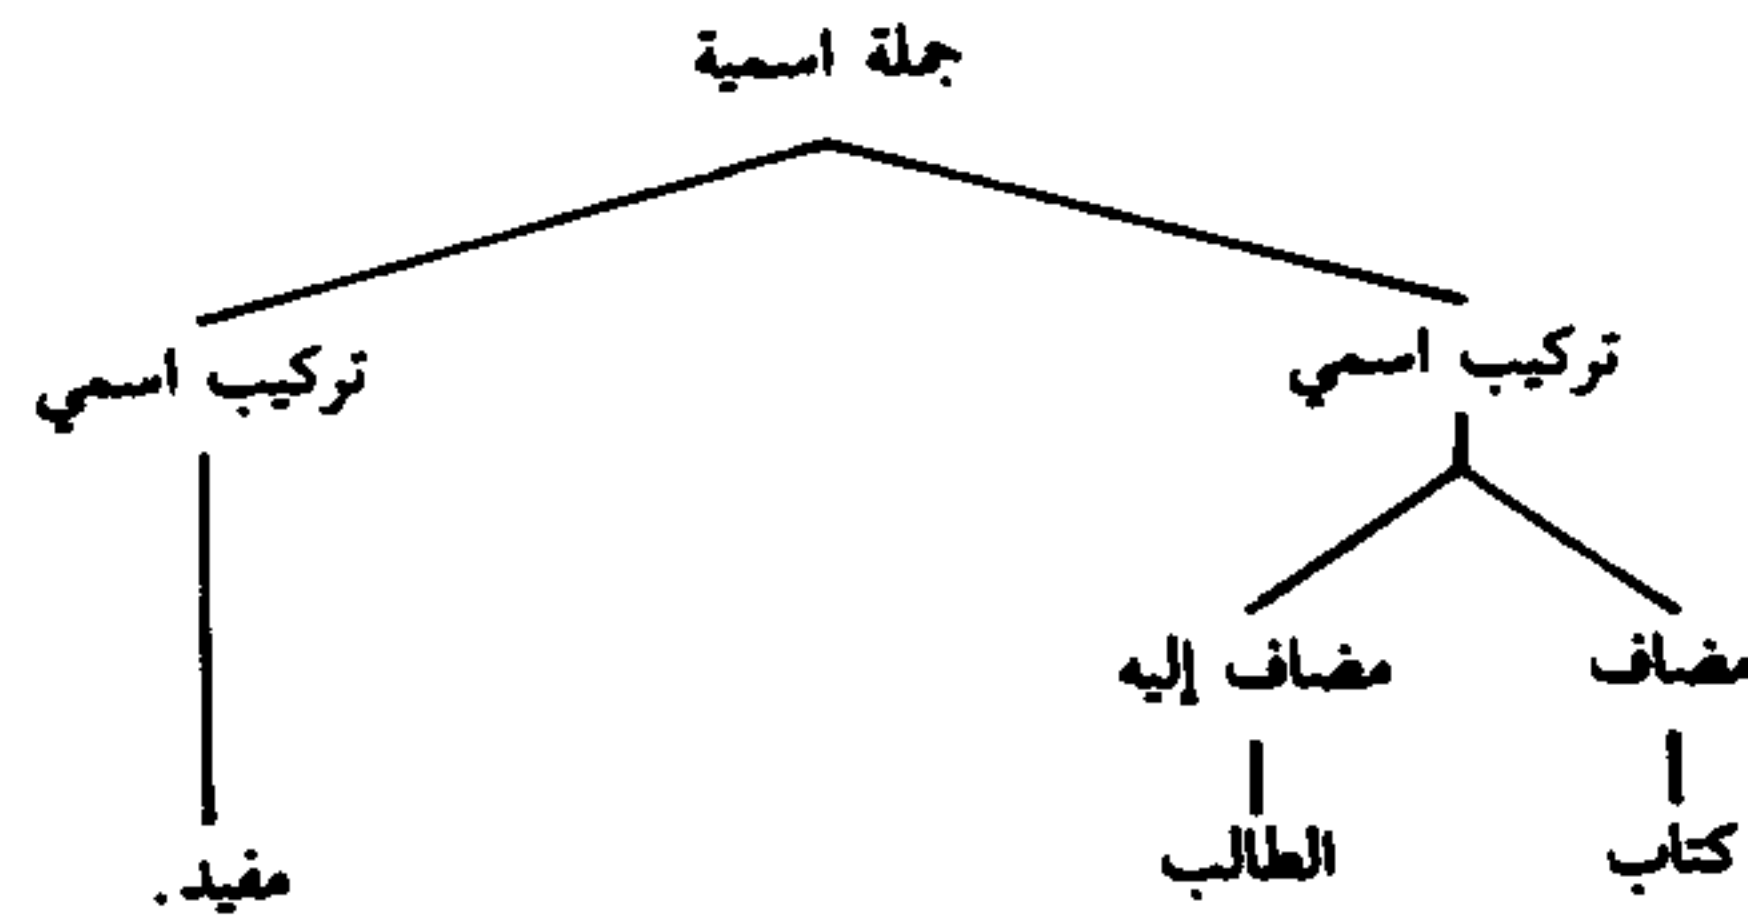 جملة اسمية
تركيب اسمي تركيب اسمي
مضاف مضاف إليه
كتاب الطالب مفيد.